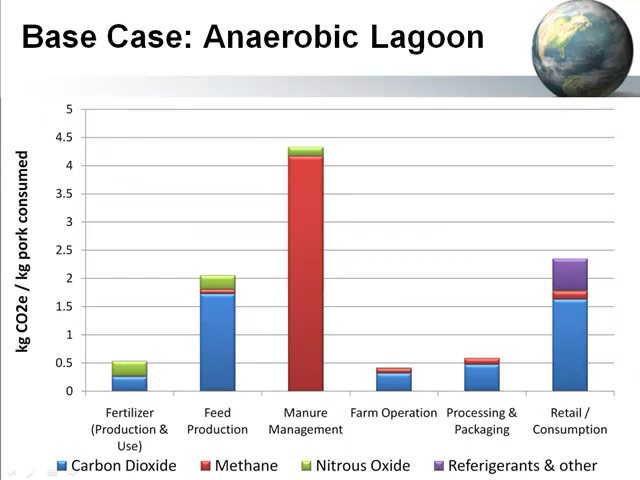 Base Case: Anaerobic Lagoon
kg CO2e / kg pork consumed
5
4.5
4
3.5
3
2.5
2
1.5
1
0.5
0
Fertilizer
(Production &
Use)
Feed
Production
Manure
Management
Farm Operation
Processing &
Packaging
Retail /
Consumption
Carbon Dioxide
Methane
Nitrous Oxide
Referigerants & other